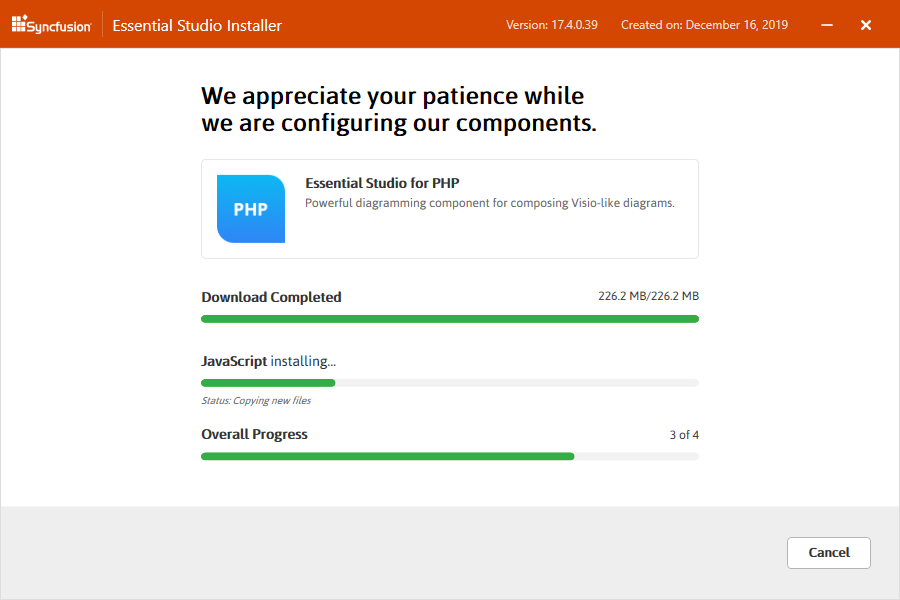 Syncfusion Essential Studio Installer Version: 17.4.0.39 Created on: December 16, 2019
We appreciate your patience while
we are configuring our components.
PHP
Essential Studio for PHP
Powerful diagramming component for composing Visio-like diagrams.
Download Completed 226.2 MB/226.2 MB
JavaScript installing...
Status: Copying new files
Overall Progress 3 of 4
Cancel